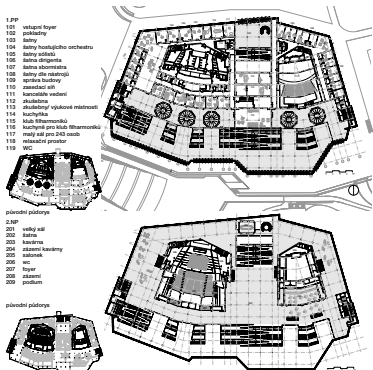 1.PP
101 vstupní foyer
102 pokladny
103 šatny
104 šatny hostujícího orchestru
105 šatny sólistů
106 šatna dirigenta
107 šatna sbormistra
108 šatny dle nástrojů
109 správa budovy
110 zasedací síň
111 kanceláře vedení
112 zkušebna
113 zkušebny/ výukové místnosti
114 kuchyňka
115 klub filharmoniků
116 kuchyně pro klub filharmoniků
117 malý sál pro 243 osob
118 relaxační prostor
119 WC
původní půdorys
2.NP
201 velký sál
202 šatna
203 kavárna
204 zázemí kavárny
205 salonek
206 wc
207 foyer
208 zázemí
209 podium
původní půdorys